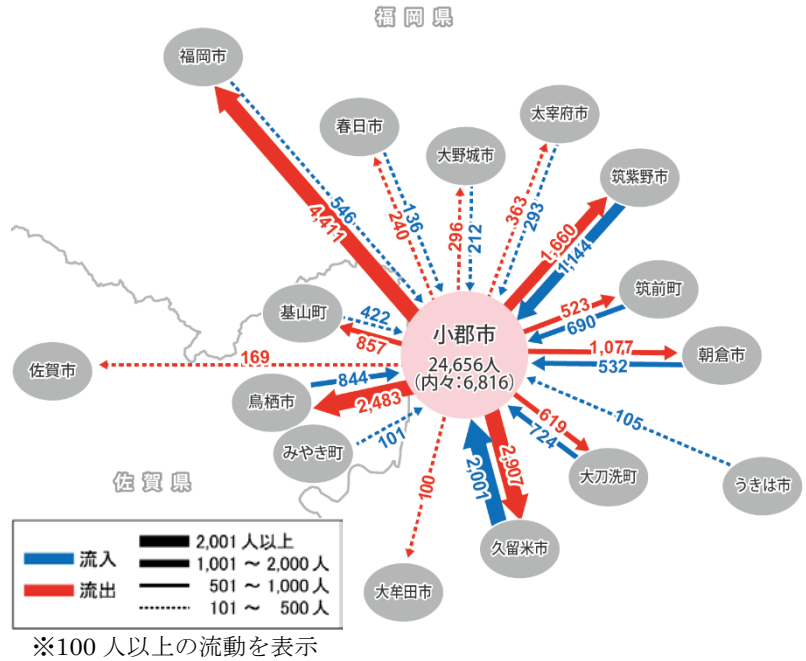 福岡県
福岡市
春日市
大野城市
太宰府市
筑紫野市
4,411
546
240
136
296
212
363
293
1,660
1,144
筑前町
523
690
基山町
422
857
小郡市
24,656人
(内々:6,816)
1,077
532
朝倉市
佐賀市
169
鳥栖市
844
2,483
みやき町
101
619
724
大刀洗町
105
うきは市
佐賀県
100
大牟田市
2,001
2,907
久留米市
流入
流出
2,001 人以上
1,001 ～ 2,000 人
501 ～ 1,000 人
101 ～ 500 人
※100 人以上の流動を表示